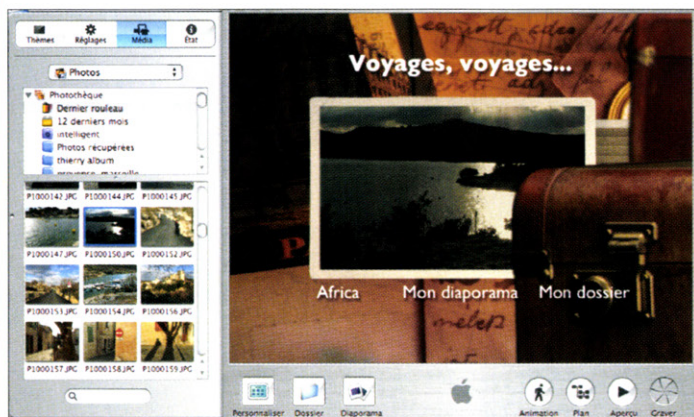 Thèmes Réglages Média État
Photos
Photothèque
Dernier rouleau
12 derniers mois
intelligent
Photos récupérées
thierry album
P1000142.JPG P1000144.JPG P1000145.JPG
P1000147.JPG P1000150.JPG P1000152.JPG
P1000153.JPG P1000154.JPG P1000156.JPG
P1000157.JPG P1000158.JPG P1000159.JPG
Voyages, voyages...
Africa Mon diaporama Mon dossier
Personnaliser Dossier Diaporama Animation Plan Aperçu Graver